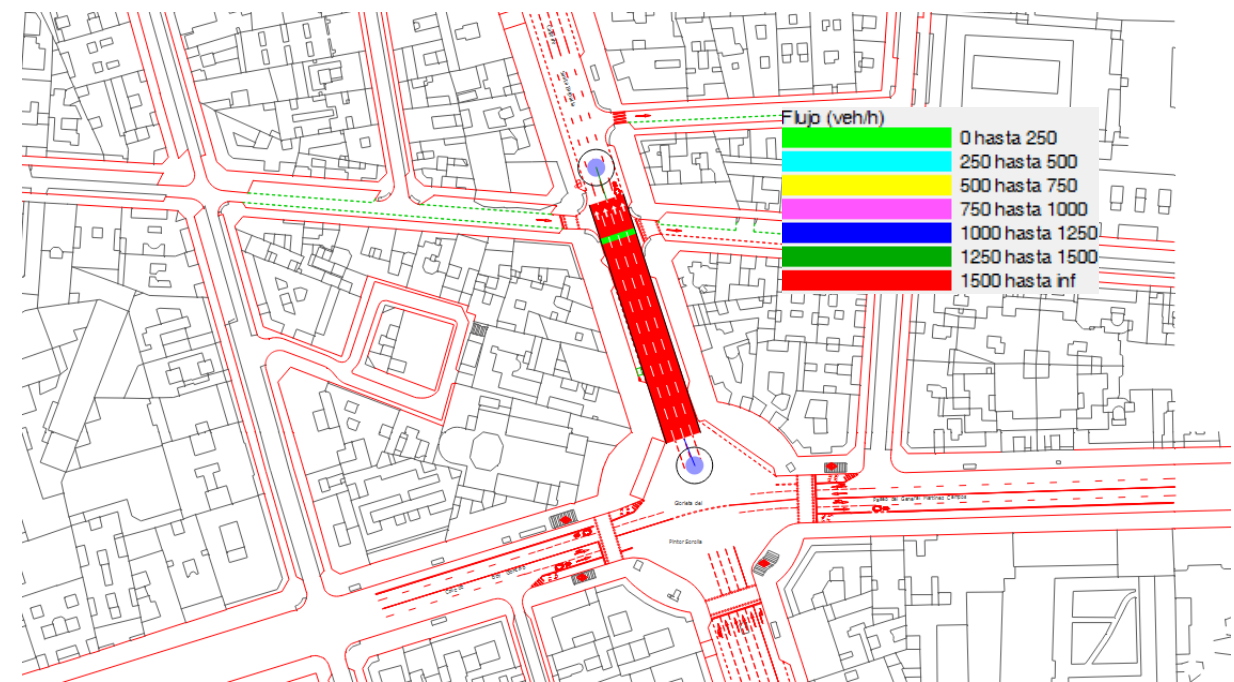 Flujo (veh/h)
0 hasta 250
250 hasta 500
500 hasta 750
750 hasta 1000
1000 hasta 1250
1250 hasta 1500
1500 hasta inf
Glorieta del
Pintor Sorolla